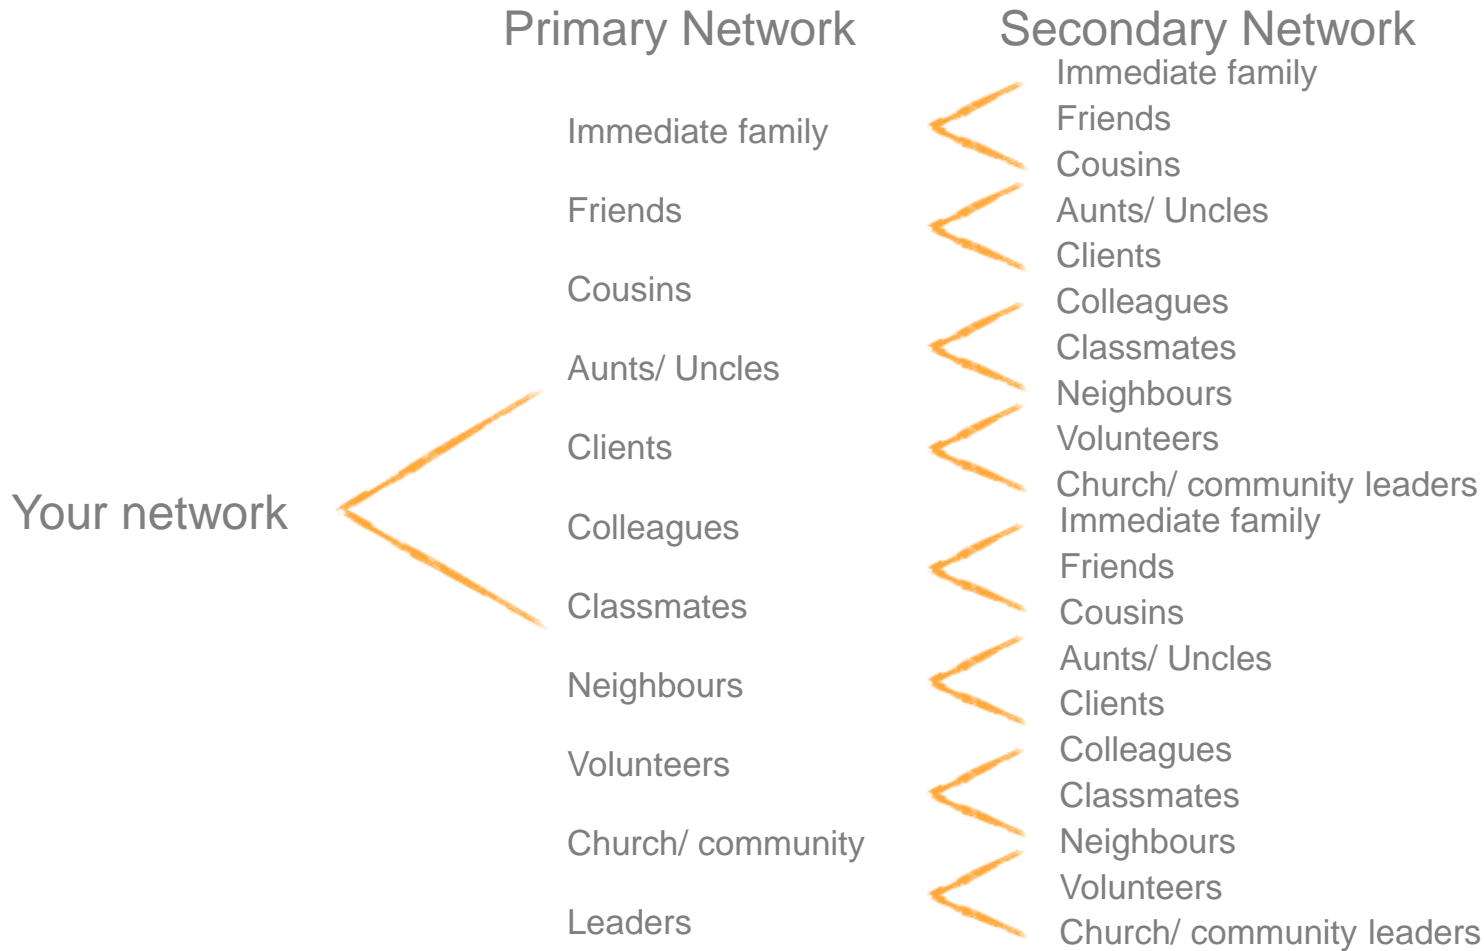 Primary Network
Secondary Network
Your network
Immediate family
Friends
Cousins
Aunts/ Uncles
Clients
Colleagues
Classmates
Neighbours
Volunteers
Church/ community
Leaders
Immediate family
Friends
Cousins
Aunts/ Uncles
Clients
Colleagues
Classmates
Neighbours
Volunteers
Church/ community leaders
Immediate family
Friends
Cousins
Aunts/ Uncles
Clients
Colleagues
Classmates
Neighbours
Volunteers
Church/ community leaders